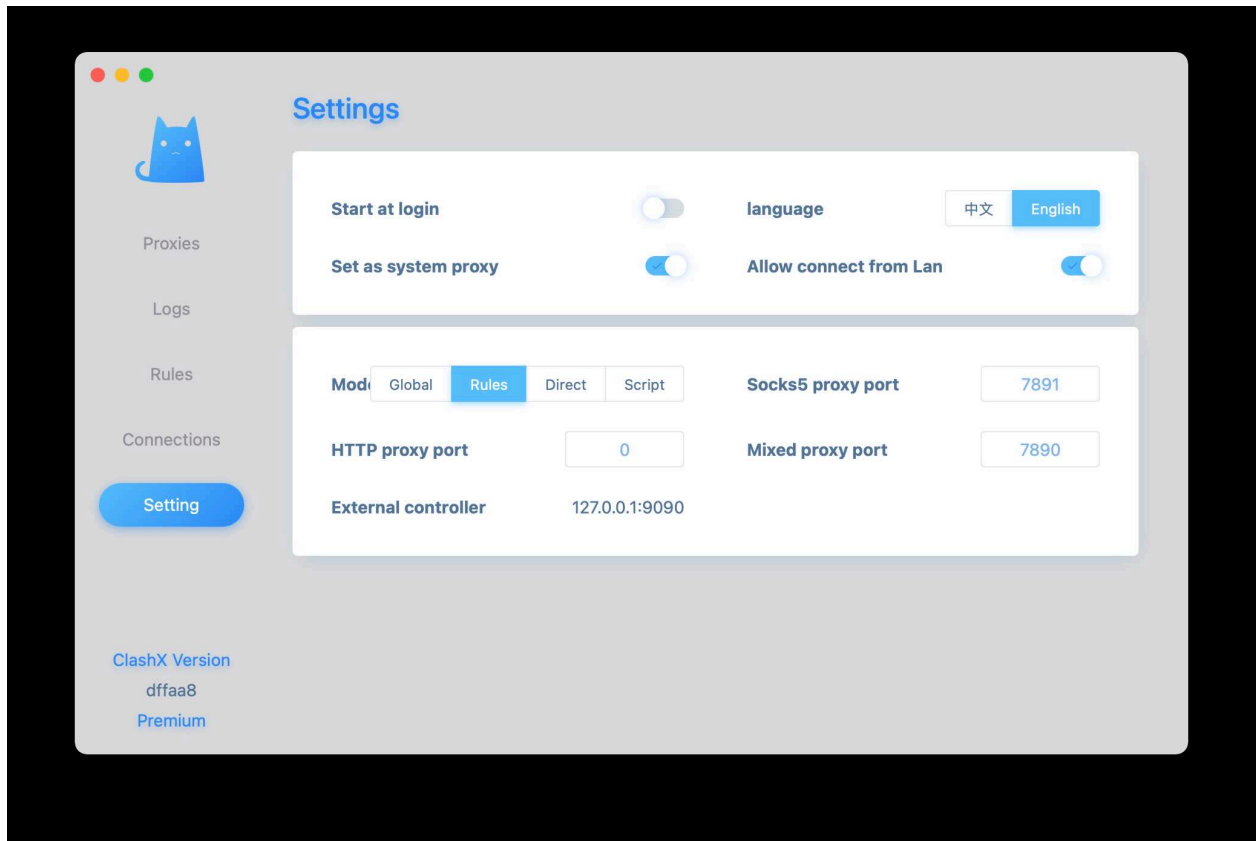 Settings
Start at login
language 中文 English
Set as system proxy
Allow connect from Lan
Proxies
Logs
Rules
Connections
Setting
Mod Global Rules Direct Script
Socks5 proxy port 7891
HTTP proxy port 0
Mixed proxy port 7890
External controller 127.0.0.1:9090
ClashX Version
dffaa8
Premium